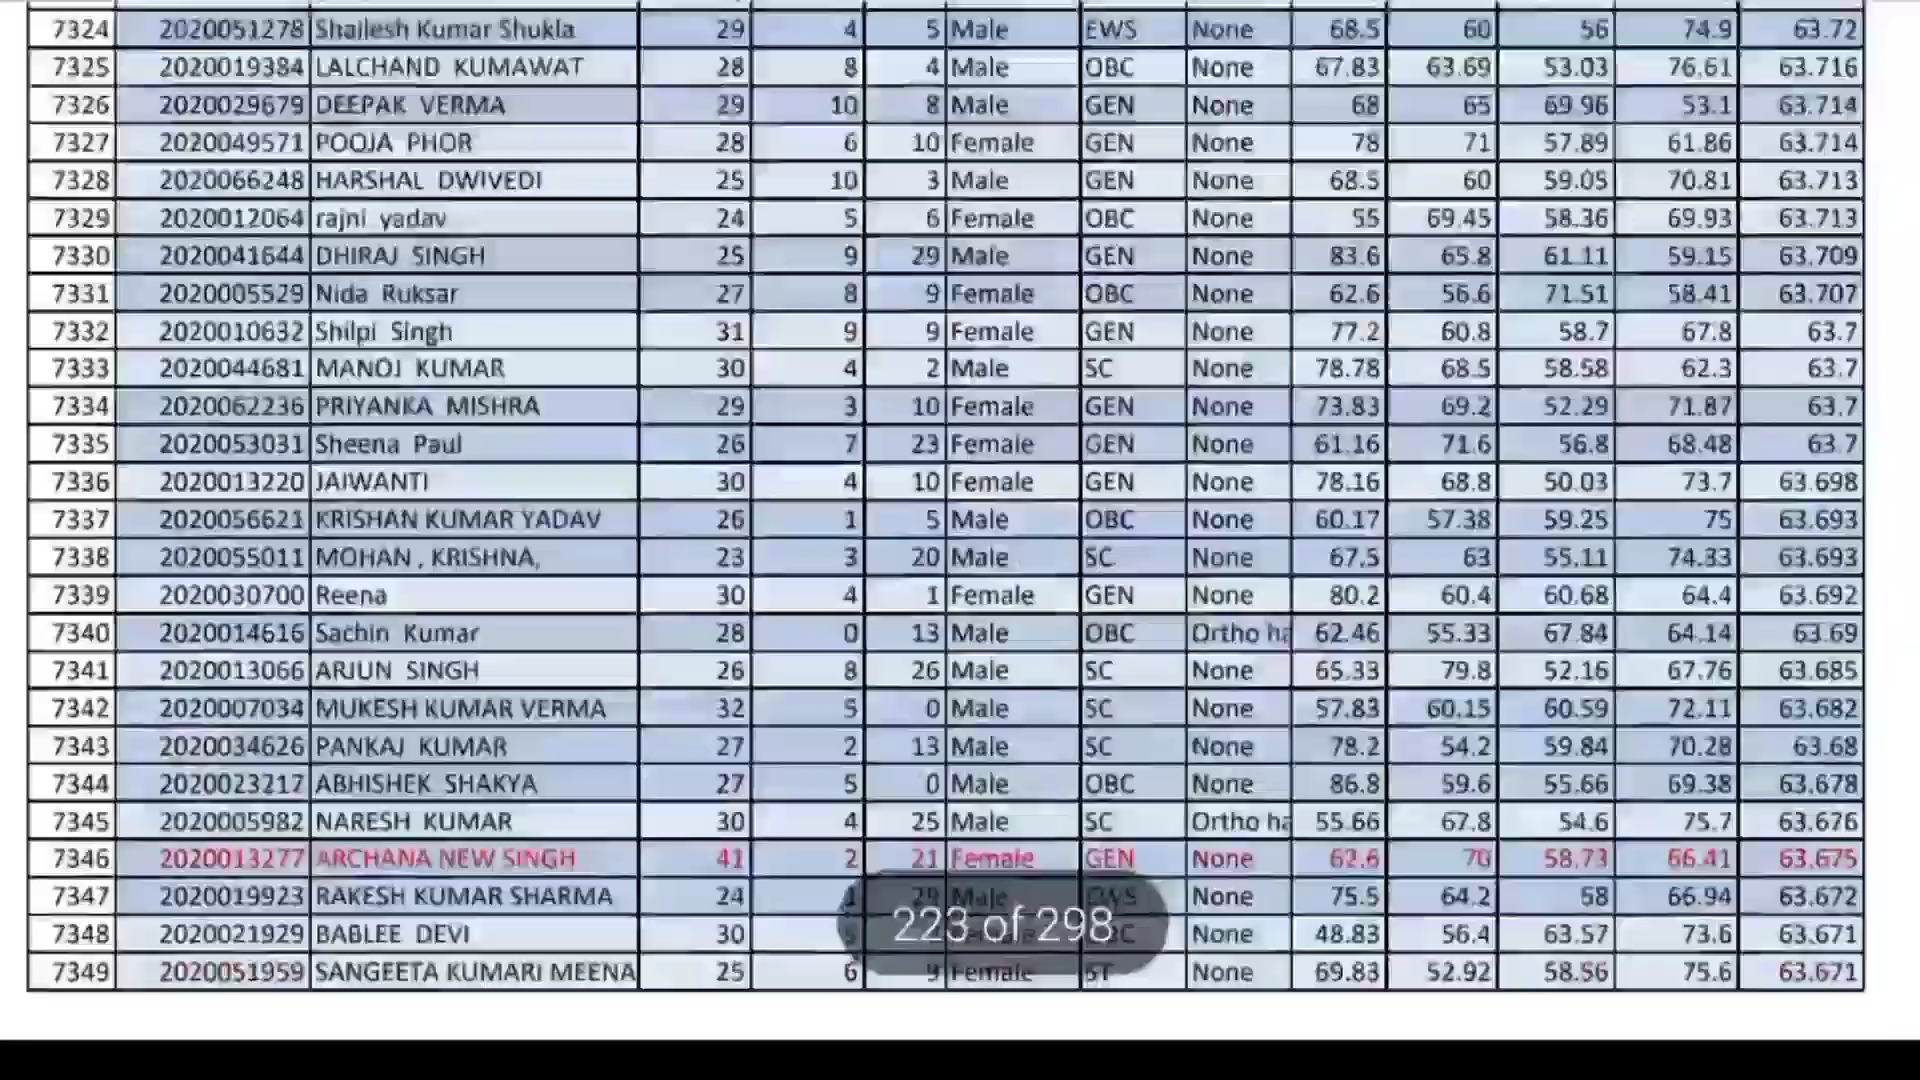 7324 2020051278 Shailesh Kumar Shukla 29 4 5 Male EWS None 68.5 60 56 74.9 63.72
7325 2020019384 LALCHAND KUMAWAT 28 8 4 Male OBC None 67.83 63.69 53.03 76.61 63.716
7326 2020029679 DEEPAK VERMA 29 10 8 Male GEN None 68 65 69.96 53.1 63.714
7327 2020049571 POOJA PHOR 28 6 10 Female GEN None 78 71 57.89 61.86 63.714
7328 2020066248 HARSHAL DWIVEDI 25 10 3 Male GEN None 68.5 60 59.05 70.81 63.713
7329 2020012064 rajni yadav 24 5 6 Female OBC None 55 69.45 58.36 69.93 63.713
7330 2020041644 DHIRAJ SINGH 25 9 29 Male GEN None 83.6 65.8 61.11 59.15 63.709
7331 2020005529 Nida Ruksar 27 8 9 Female OBC None 62.6 56.6 71.51 58.41 63.707
7332 2020010632 Shilpi Singh 31 9 9 Female GEN None 77.2 60.8 58.7 67.8 63.7
7333 2020044681 MANOJ KUMAR 30 4 2 Male SC None 78.78 68.5 58.58 62.3 63.7
7334 2020062236 PRIYANKA MISHRA 29 3 10 Female GEN None 73.83 69.2 52.29 71.87 63.7
7335 2020053031 Sheena Paul 26 7 23 Female GEN None 61.16 71.6 56.8 68.48 63.7
7336 2020013220 JAIWANTI 30 4 10 Female GEN None 78.16 68.8 50.03 73.7 63.698
7337 2020056621 KRISHAN KUMAR YADAV 26 1 5 Male OBC None 60.17 57.38 59.25 75 63.693
7338 2020055011 MOHAN , KRISHNA, 23 3 20 Male SC None 67.5 63 55.11 74.33 63.693
7339 2020030700 Reena 30 4 1 Female GEN None 80.2 60.4 60.68 64.4 63.692
7340 2020014616 Sachin Kumar 28 0 13 Male OBC Ortho ha 62.46 55.33 67.84 64.14 63.69
7341 2020013066 ARJUN SINGH 26 8 26 Male SC None 65.33 79.8 52.16 67.76 63.685
7342 2020007034 MUKESH KUMAR VERMA 32 5 0 Male SC None 57.83 60.15 60.59 72.11 63.682
7343 2020034626 PANKAJ KUMAR 27 2 13 Male SC None 78.2 54.2 59.84 70.28 63.68
7344 2020023217 ABHISHEK SHAKYA 27 5 0 Male OBC None 86.8 59.6 55.66 69.38 63.678
7345 2020005982 NARESH KUMAR 30 4 25 Male SC Ortho ha 55.66 67.8 54.6 75.7 63.676
7346 2020013277 ARCHANA NEW SINGH 41 2 21 Female GEN None 62.6 70 58.73 66.41 63.675
7347 2020019923 RAKESH KUMAR SHARMA 24 1 29 Male EWS None 75.5 64.2 58 66.94 63.672
7348 2020021929 BABLEE DEVI 30 None 48.83 56.4 63.57 73.6 63.671
223 of 298
7349 2020051959 SANGEETA KUMARI MEENA 25 6 9 Female ST None 69.83 52.92 58.56 75.6 63.671